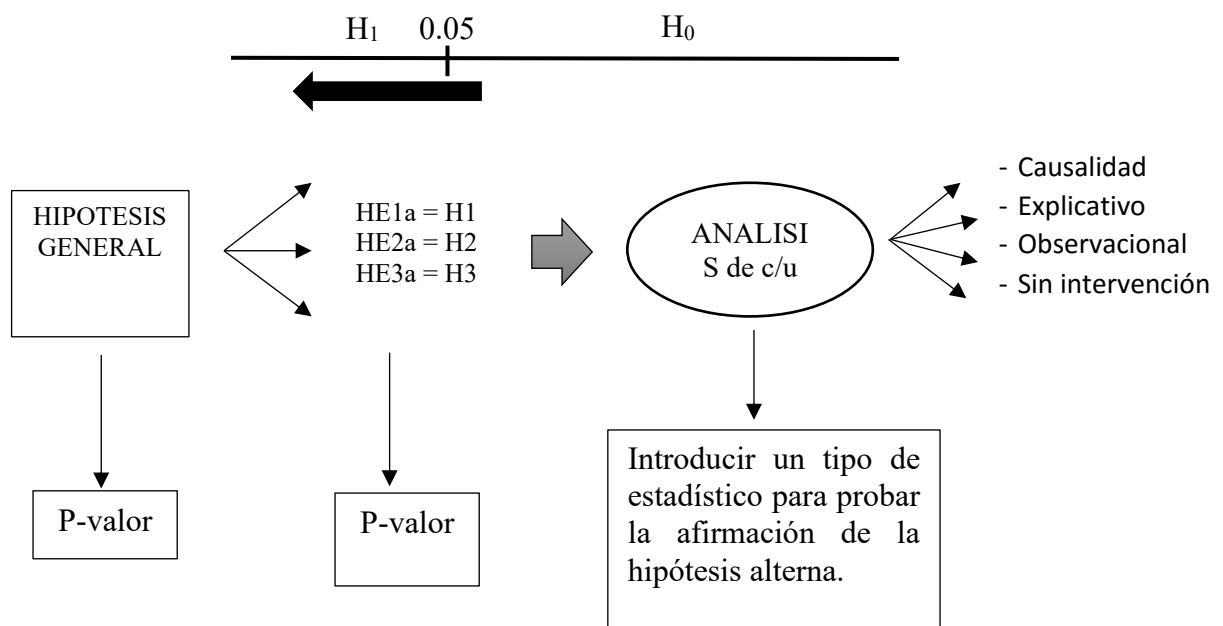 H₁ 0.05 H₀
HIPOTESIS
GENERAL
HE1a = H1
HE2a = H2
HE3a = H3
ANALISI
S de c/u
- Causalidad
- Explicativo
- Observacional
- Sin intervención
P-valor
P-valor
Introducir un tipo de
estadístico para probar
la afirmación de la
hipótesis alterna.